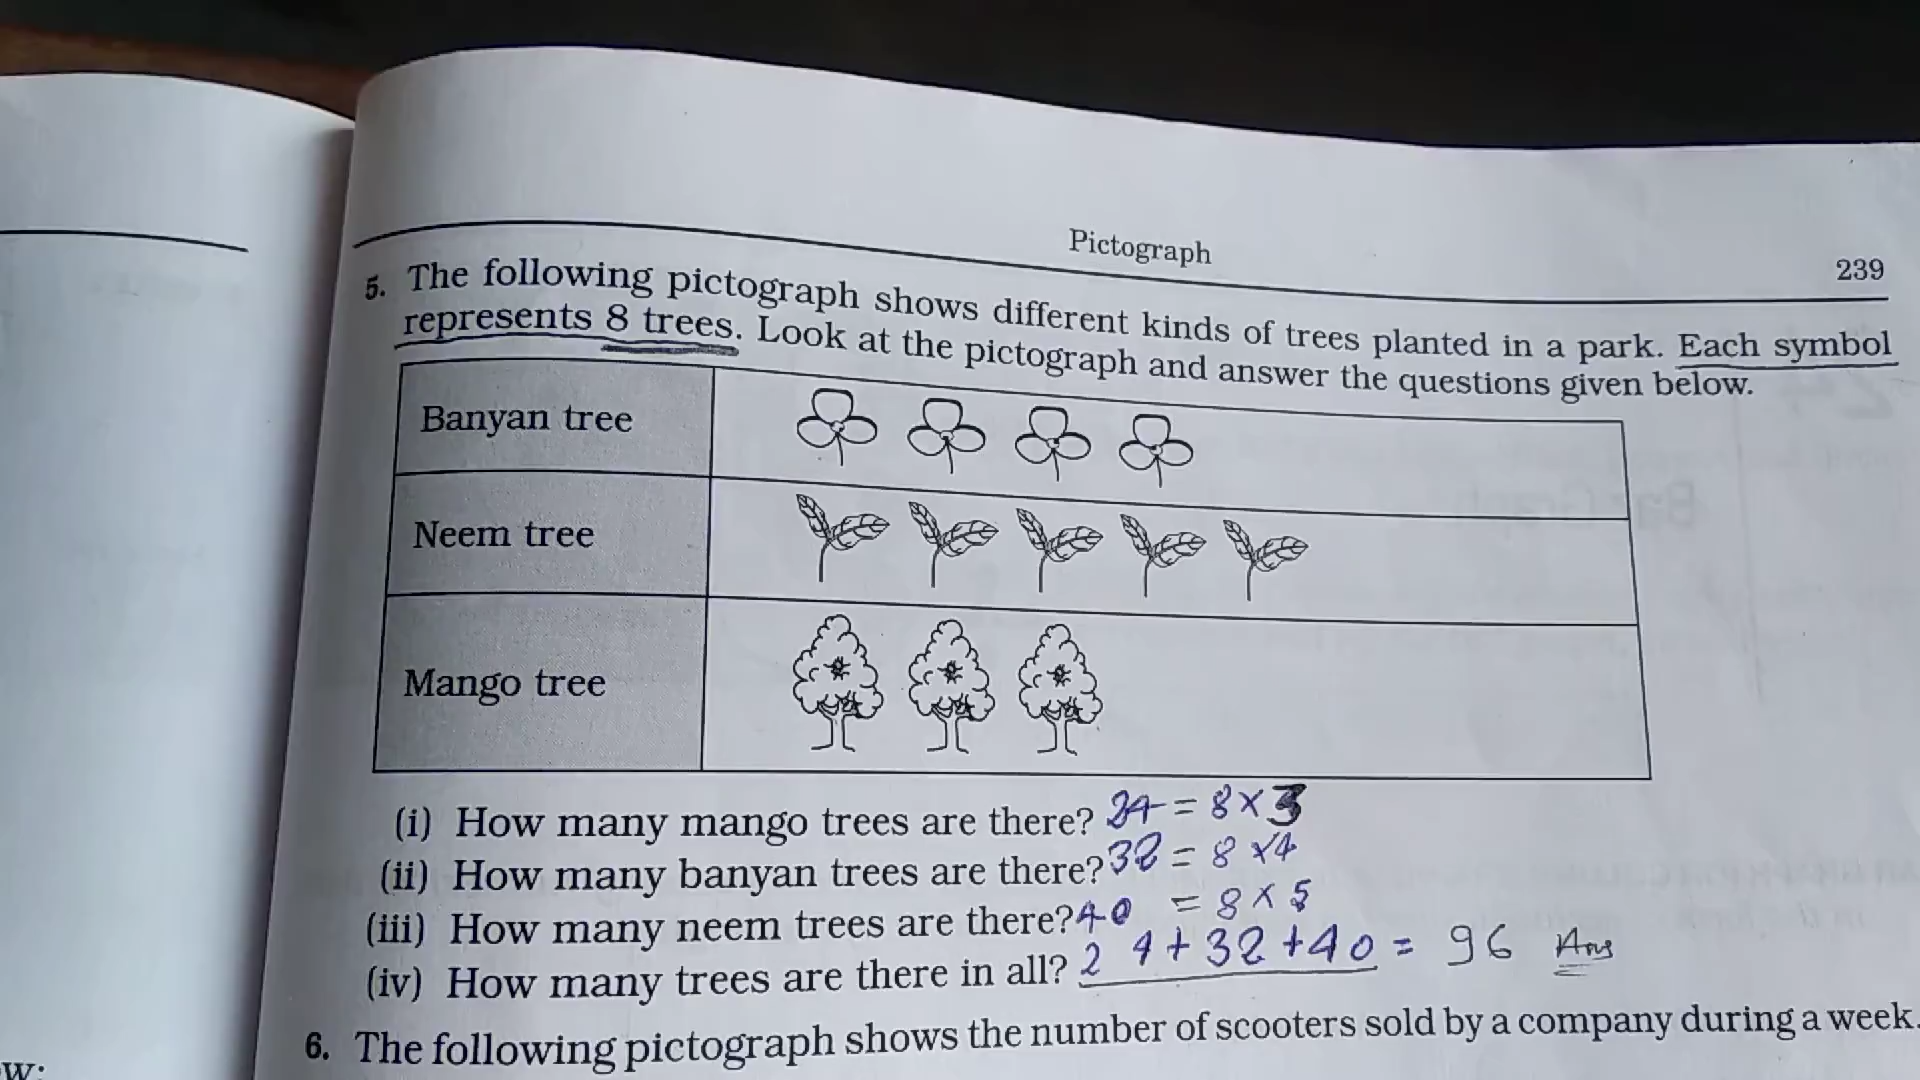 Pictograph
239
5. The following pictograph shows different kinds of trees planted in a park. Each symbol
represents 8 trees. Look at the pictograph and answer the questions given below.
Banyan tree
Neem tree
Mango tree
(i) How many mango trees are there? 24 = 8 × 3
(ii) How many banyan trees are there? 32 = 8 × 4
(iii) How many neem trees are there? 40 = 8 × 5
(iv) How many trees are there in all? 24 + 32 + 40 = 96 Ans
6. The following pictograph shows the number of scooters sold by a company during a week.
w: